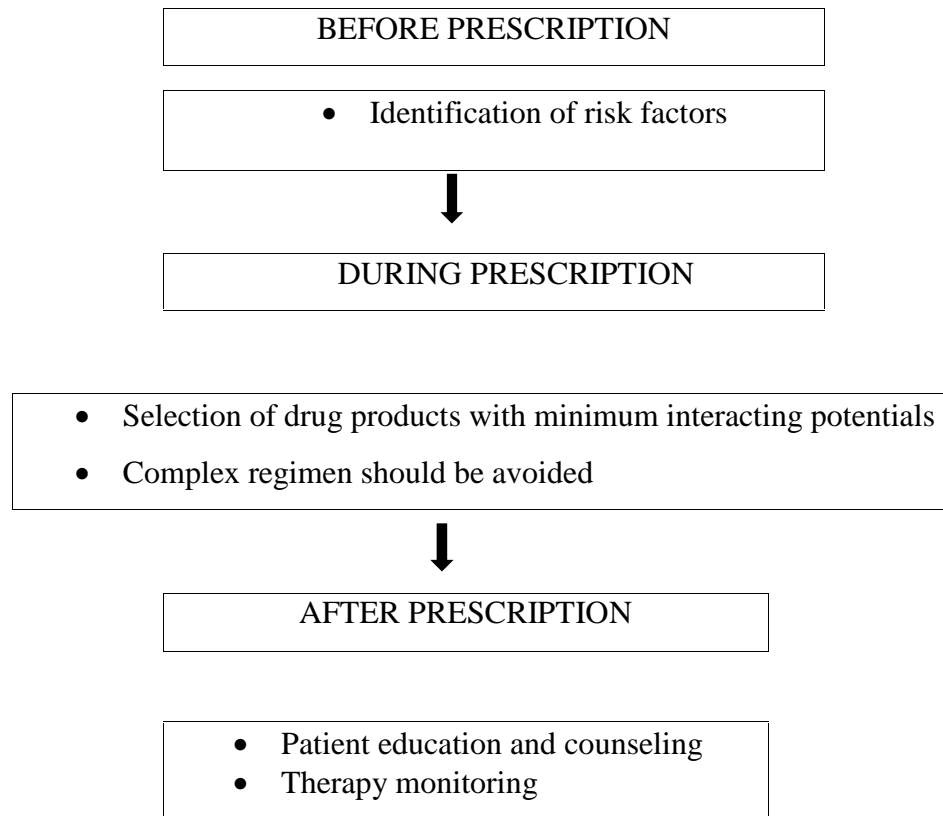 BEFORE PRESCRIPTION
• Identification of risk factors
DURING PRESCRIPTION
• Selection of drug products with minimum interacting potentials
• Complex regimen should be avoided
AFTER PRESCRIPTION
• Patient education and counseling
• Therapy monitoring